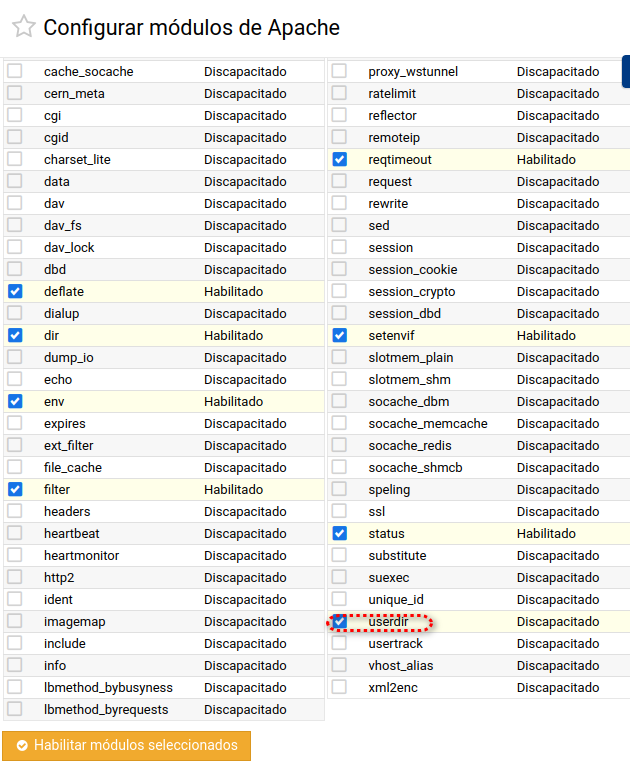 Configurar módulos de Apache
cache_socache Discapacitado
cern_meta Discapacitado
cgi Discapacitado
cgid Discapacitado
charset_lite Discapacitado
data Discapacitado
dav Discapacitado
dav_fs Discapacitado
dav_lock Discapacitado
dbd Discapacitado
deflate Habilitado
dialup Discapacitado
dir Habilitado
dump_io Discapacitado
echo Discapacitado
env Habilitado
expires Discapacitado
ext_filter Discapacitado
file_cache Discapacitado
filter Habilitado
headers Discapacitado
heartbeat Discapacitado
heartmonitor Discapacitado
http2 Discapacitado
ident Discapacitado
imagemap Discapacitado
include Discapacitado
info Discapacitado
lbmethod_bybusyness Discapacitado
lbmethod_byrequests Discapacitado
proxy_wstunnel Discapacitado
ratelimit Discapacitado
reflector Discapacitado
remoteip Discapacitado
reqtimeout Habilitado
request Discapacitado
rewrite Discapacitado
sed Discapacitado
session Discapacitado
session_cookie Discapacitado
session_crypto Discapacitado
session_dbd Discapacitado
setenvif Habilitado
slotmem_plain Discapacitado
slotmem_shm Discapacitado
socache_dbm Discapacitado
socache_memcache Discapacitado
socache_redis Discapacitado
socache_shmcb Discapacitado
speling Discapacitado
ssl Discapacitado
status Habilitado
substitute Discapacitado
suexec Discapacitado
unique_id Discapacitado
userdir Discapacitado
usertrack Discapacitado
vhost_alias Discapacitado
xml2enc Discapacitado
Habilitar módulos seleccionados